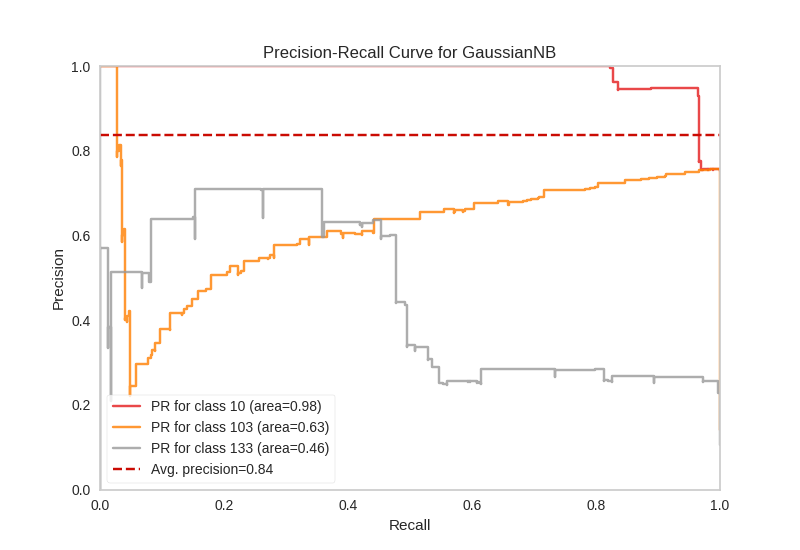 Precision-Recall Curve for GaussianNB
1.0
0.8
0.6
0.4
0.2
0.0
Precision
PR for class 10 (area=0.98)
PR for class 103 (area=0.63)
PR for class 133 (area=0.46)
Avg. precision=0.84
0.0 0.2 0.4 0.6 0.8 1.0
Recall